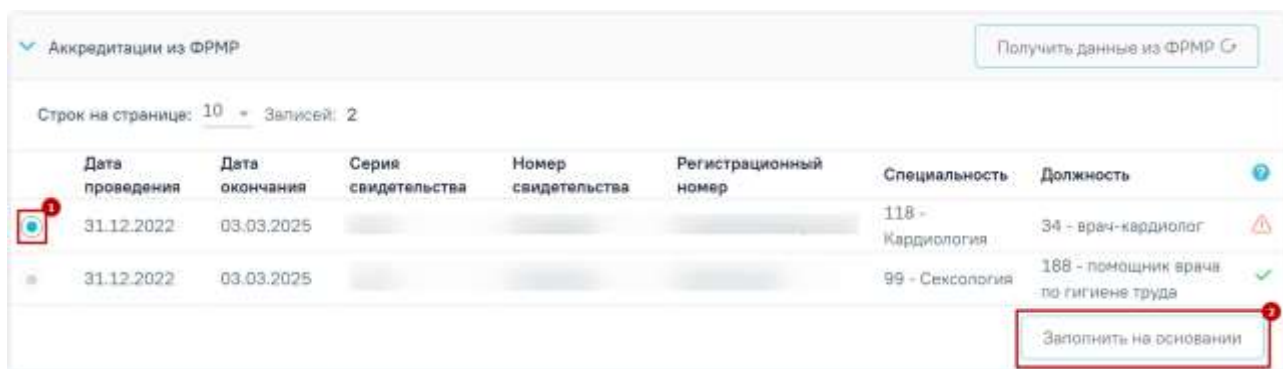 Аккредитации из ФРМР
Получить данные из ФРМР
Строк на странице: 10 Записей: 2
Дата проведения Дата окончания Серия свидетельства Номер свидетельства Регистрационный номер Специальность Должность ?
1
31.12.2022 03.03.2025 118 - Кардиология 34 - врач-кардиолог
31.12.2022 03.03.2025 99 - Сексология 188 - помощник врача по гигиене труда
2
Заполнить на основании